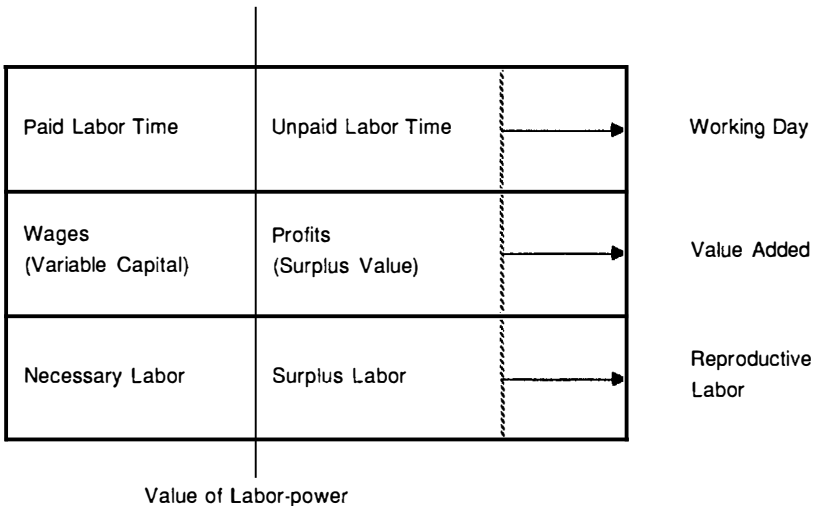 Paid Labor Time
Unpaid Labor Time
Working Day
Wages
(Variable Capital)
Profits
(Surplus Value)
Value Added
Necessary Labor
Surplus Labor
Reproductive
Labor
Value of Labor-power